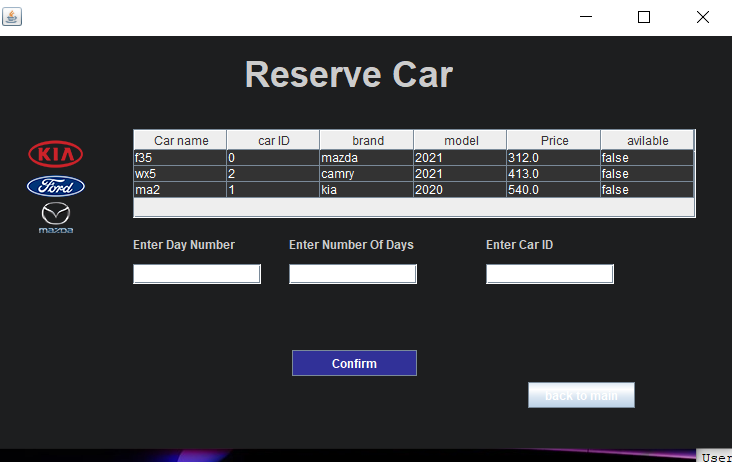 Reserve Car
Car name car ID brand model Price avilable
f35 0 mazda 2021 312.0 false
wx5 2 camry 2021 413.0 false
ma2 1 kia 2020 540.0 false
KIA
Ford
mazda
Enter Day Number Enter Number Of Days Enter Car ID
Confirm
back to main
User